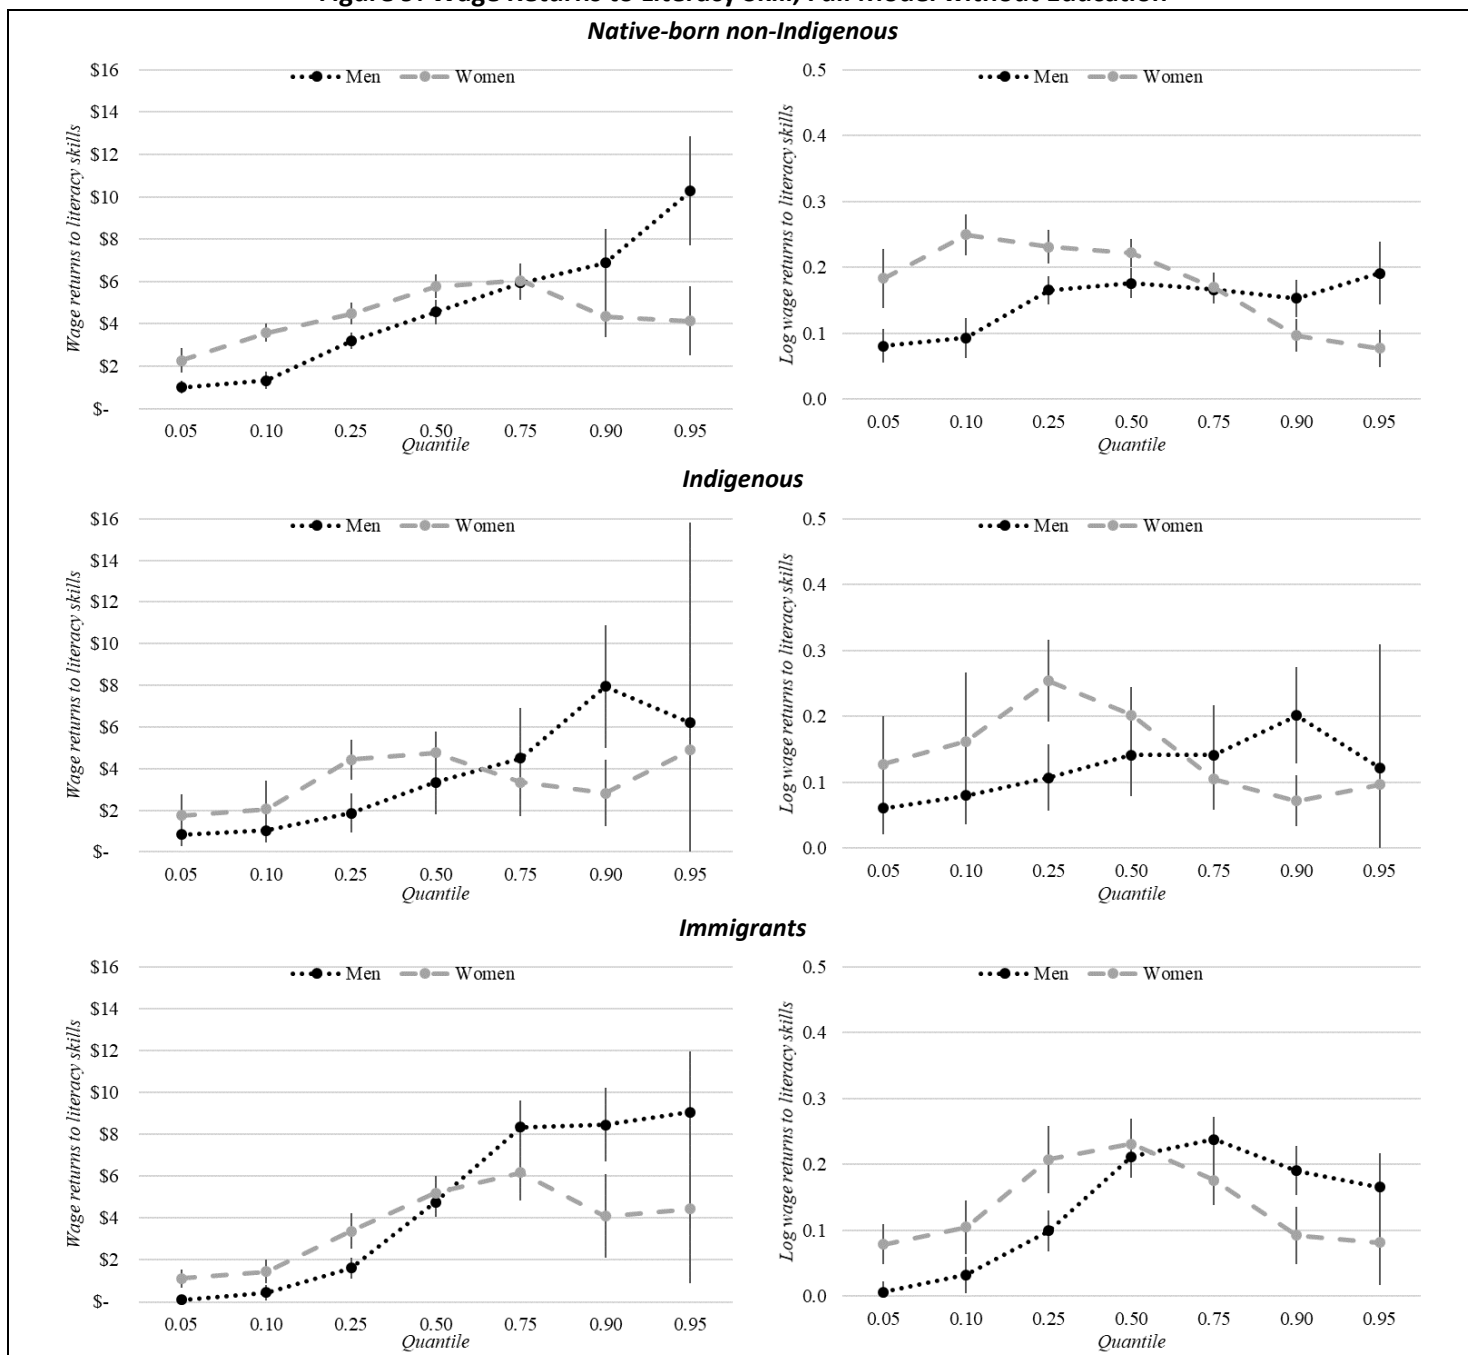 Native-born non-Indigenous
Men Women
$16
$14
$12
$10
$8
$6
$4
$2
$-
Wage returns to literacy skills
0.05 0.10 0.25 0.50 0.75 0.90 0.95
Quantile
Men Women
0.5
0.4
0.3
0.2
0.1
0.0
Log wage returns to literacy skills
0.05 0.10 0.25 0.50 0.75 0.90 0.95
Quantile
Indigenous
Men Women
$16
$14
$12
$10
$8
$6
$4
$2
$-
Wage returns to literacy skills
0.05 0.10 0.25 0.50 0.75 0.90 0.95
Quantile
Men Women
0.5
0.4
0.3
0.2
0.1
0.0
Log wage returns to literacy skills
0.05 0.10 0.25 0.50 0.75 0.90 0.95
Quantile
Immigrants
Men Women
$16
$14
$12
$10
$8
$6
$4
$2
$-
Wage returns to literacy skills
0.05 0.10 0.25 0.50 0.75 0.90 0.95
Quantile
Men Women
0.5
0.4
0.3
0.2
0.1
0.0
Log wage returns to literacy skills
0.05 0.10 0.25 0.50 0.75 0.90 0.95
Quantile